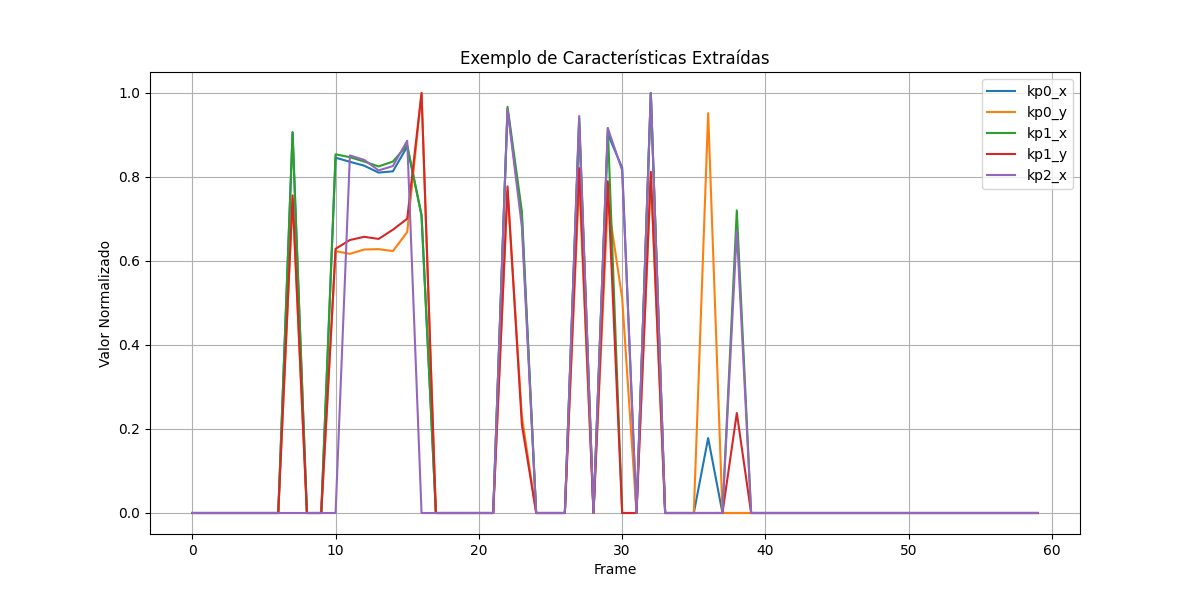 Exemplo de Características Extraídas
kp0_x
kp0_y
kp1_x
kp1_y
kp2_x
Valor Normalizado
1.0
0.8
0.6
0.4
0.2
0.0
0 10 20 30 40 50 60
Frame